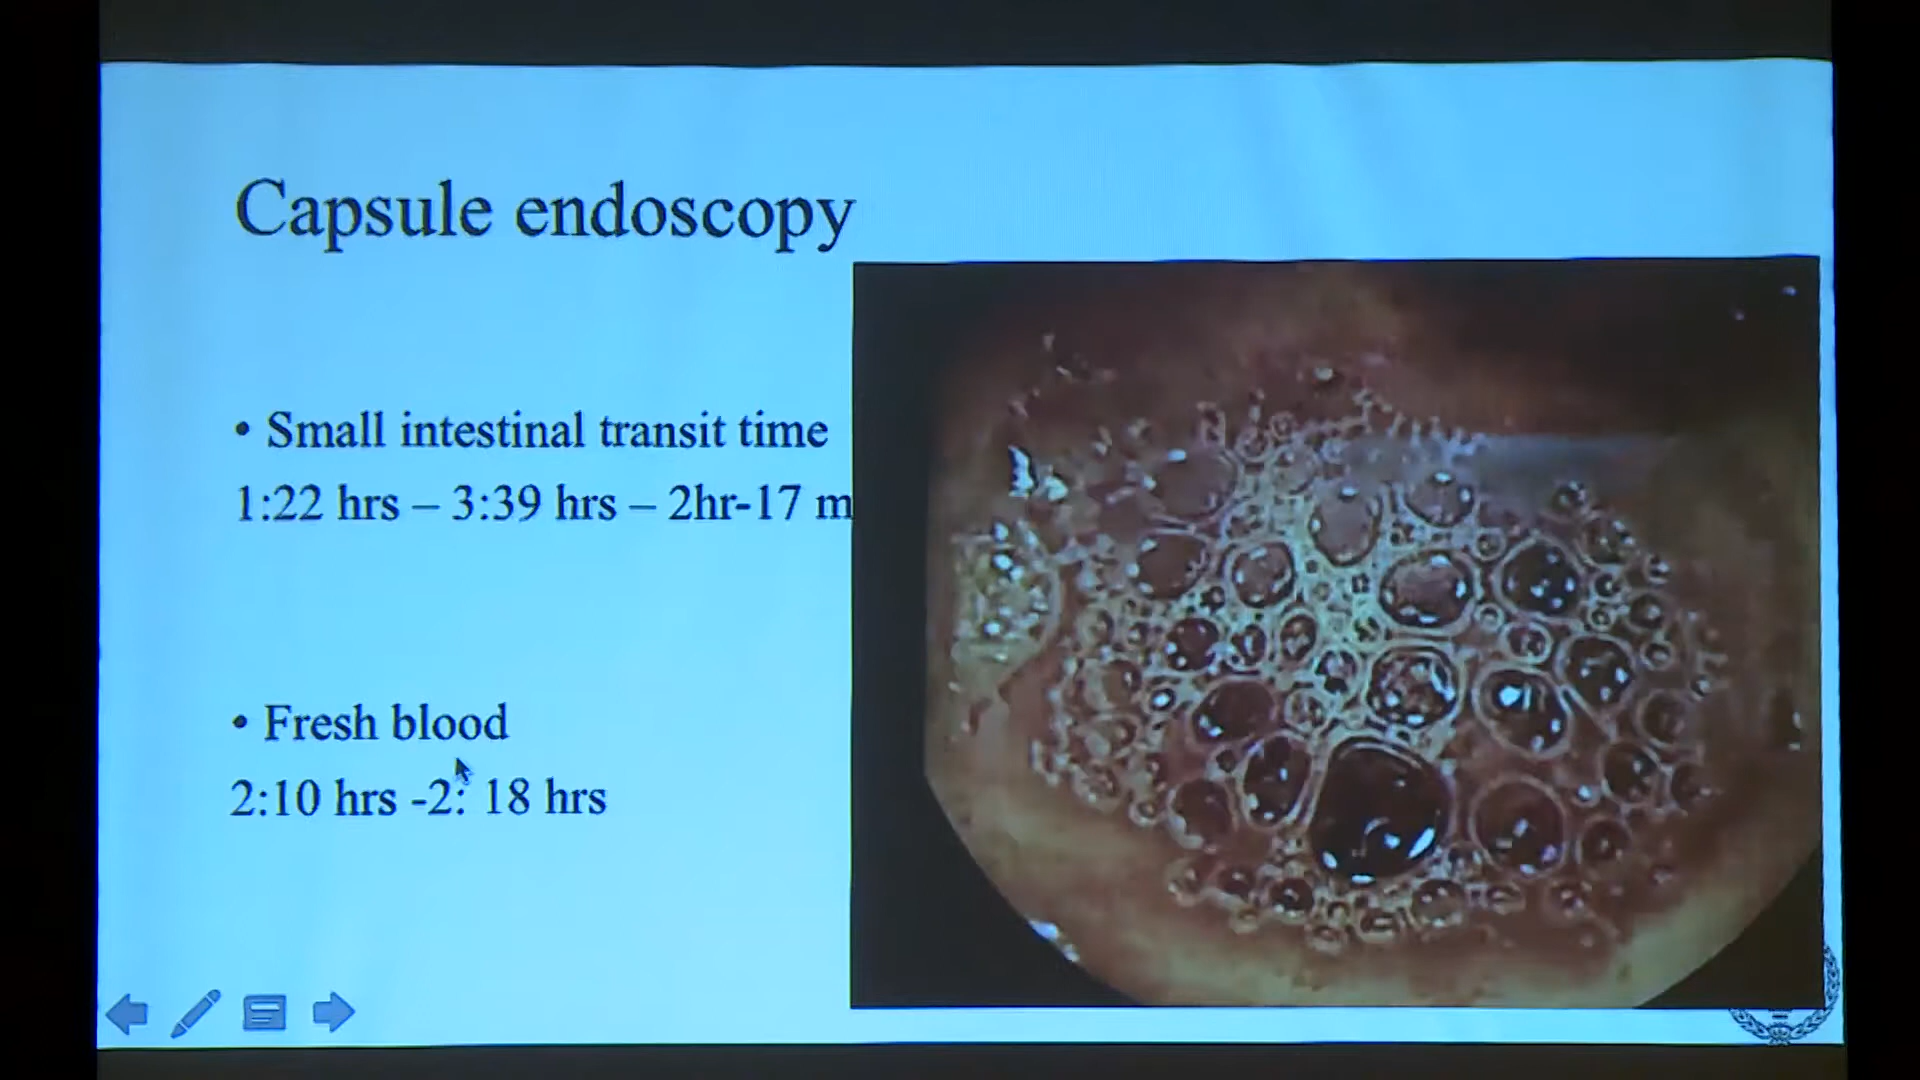 Capsule endoscopy
• Small intestinal transit time
1:22 hrs – 3:39 hrs – 2hr-17 m
• Fresh blood
2:10 hrs -2: 18 hrs